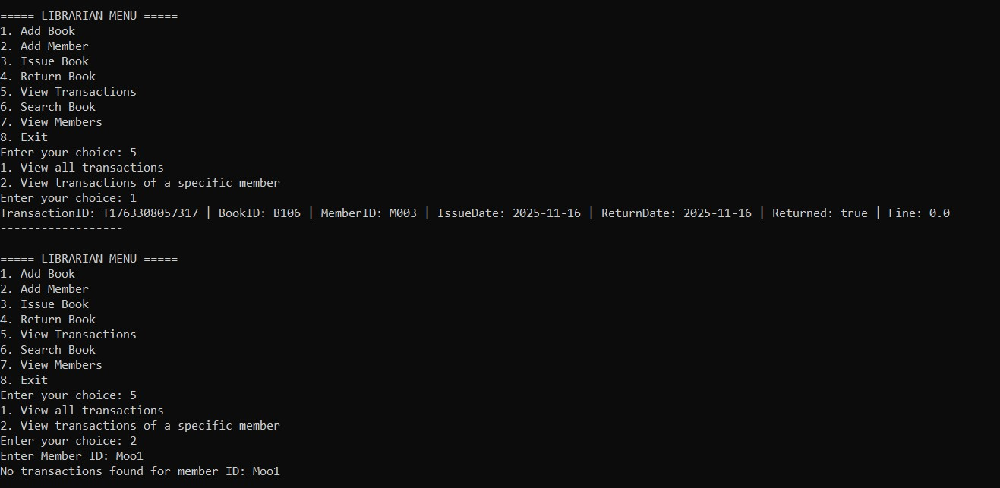 ===== LIBRARIAN MENU =====
1. Add Book
2. Add Member
3. Issue Book
4. Return Book
5. View Transactions
6. Search Book
7. View Members
8. Exit
Enter your choice: 5
1. View all transactions
2. View transactions of a specific member
Enter your choice: 1
TransactionID: T1763308057317 | BookID: B106 | MemberID: M003 | IssueDate: 2025-11-16 | ReturnDate: 2025-11-16 | Returned: true | Fine: 0.0
------------------
===== LIBRARIAN MENU =====
1. Add Book
2. Add Member
3. Issue Book
4. Return Book
5. View Transactions
6. Search Book
7. View Members
8. Exit
Enter your choice: 5
1. View all transactions
2. View transactions of a specific member
Enter your choice: 2
Enter Member ID: Moo1
No transactions found for member ID: Moo1